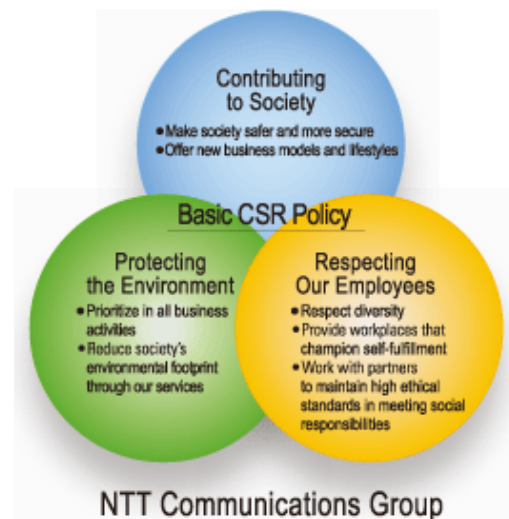 Contributing
to Society
●Make society safer and more secure
●Offer new business models and lifestyles
Basic CSR Policy
Protecting
the Environment
●Prioritize in all business
activities
●Reduce society's
environmental footprint
through our services
Respecting
Our Employees
●Respect diversity
●Provide workplaces that
champion self-fulfillment
●Work with partners
to maintain high ethical
standards in meeting social
responsibilities
NTT Communications Group